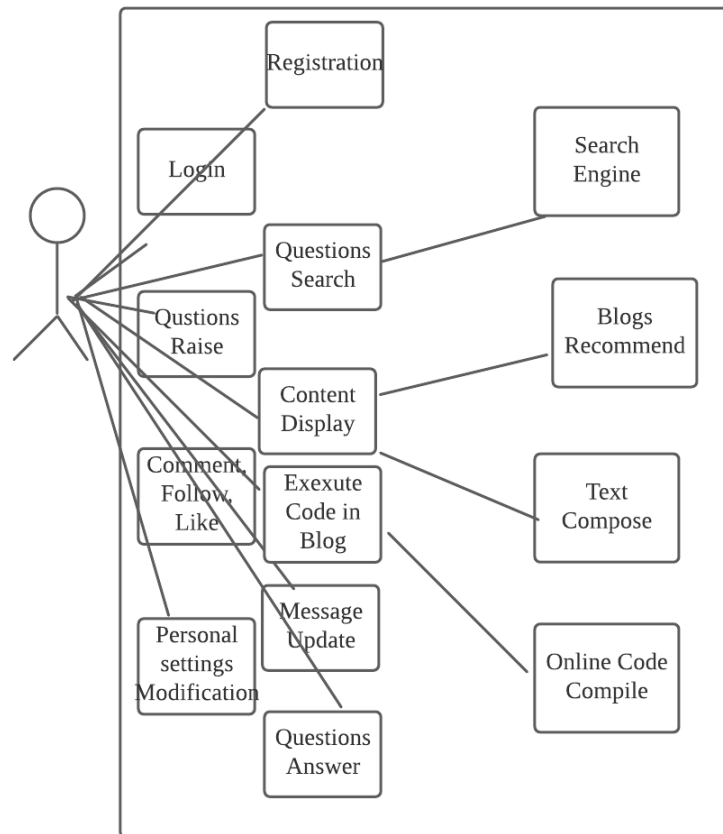 Registration
Login
Search
Engine
Questions
Search
Qustions
Raise
Blogs
Recommend
Content
Display
Comment,
Follow,
Like
Exexute
Code in
Blog
Text
Compose
Message
Update
Personal
settings
Modification
Online Code
Compile
Questions
Answer